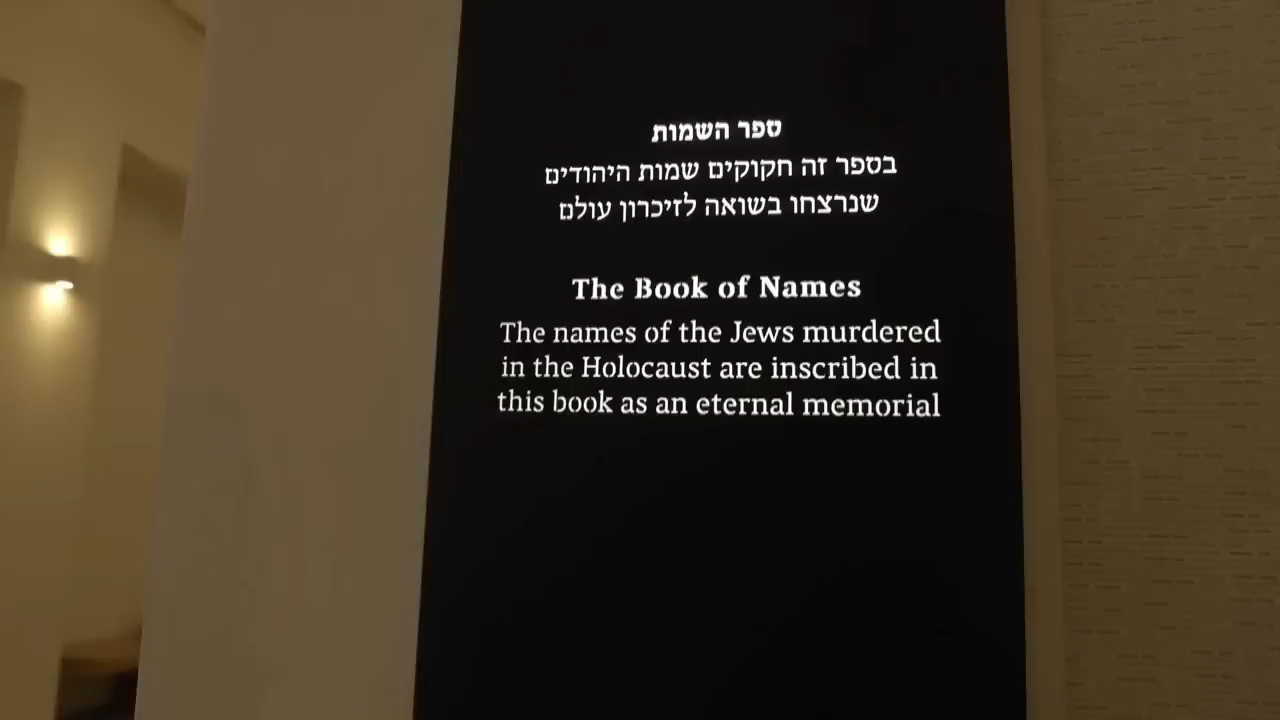 ספר השמות
בספר זה חקוקים שמות היהודים
שנרצחו בשואה לזיכרון עולם
The Book of Names
The names of the Jews murdered
in the Holocaust are inscribed in
this book as an eternal memorial